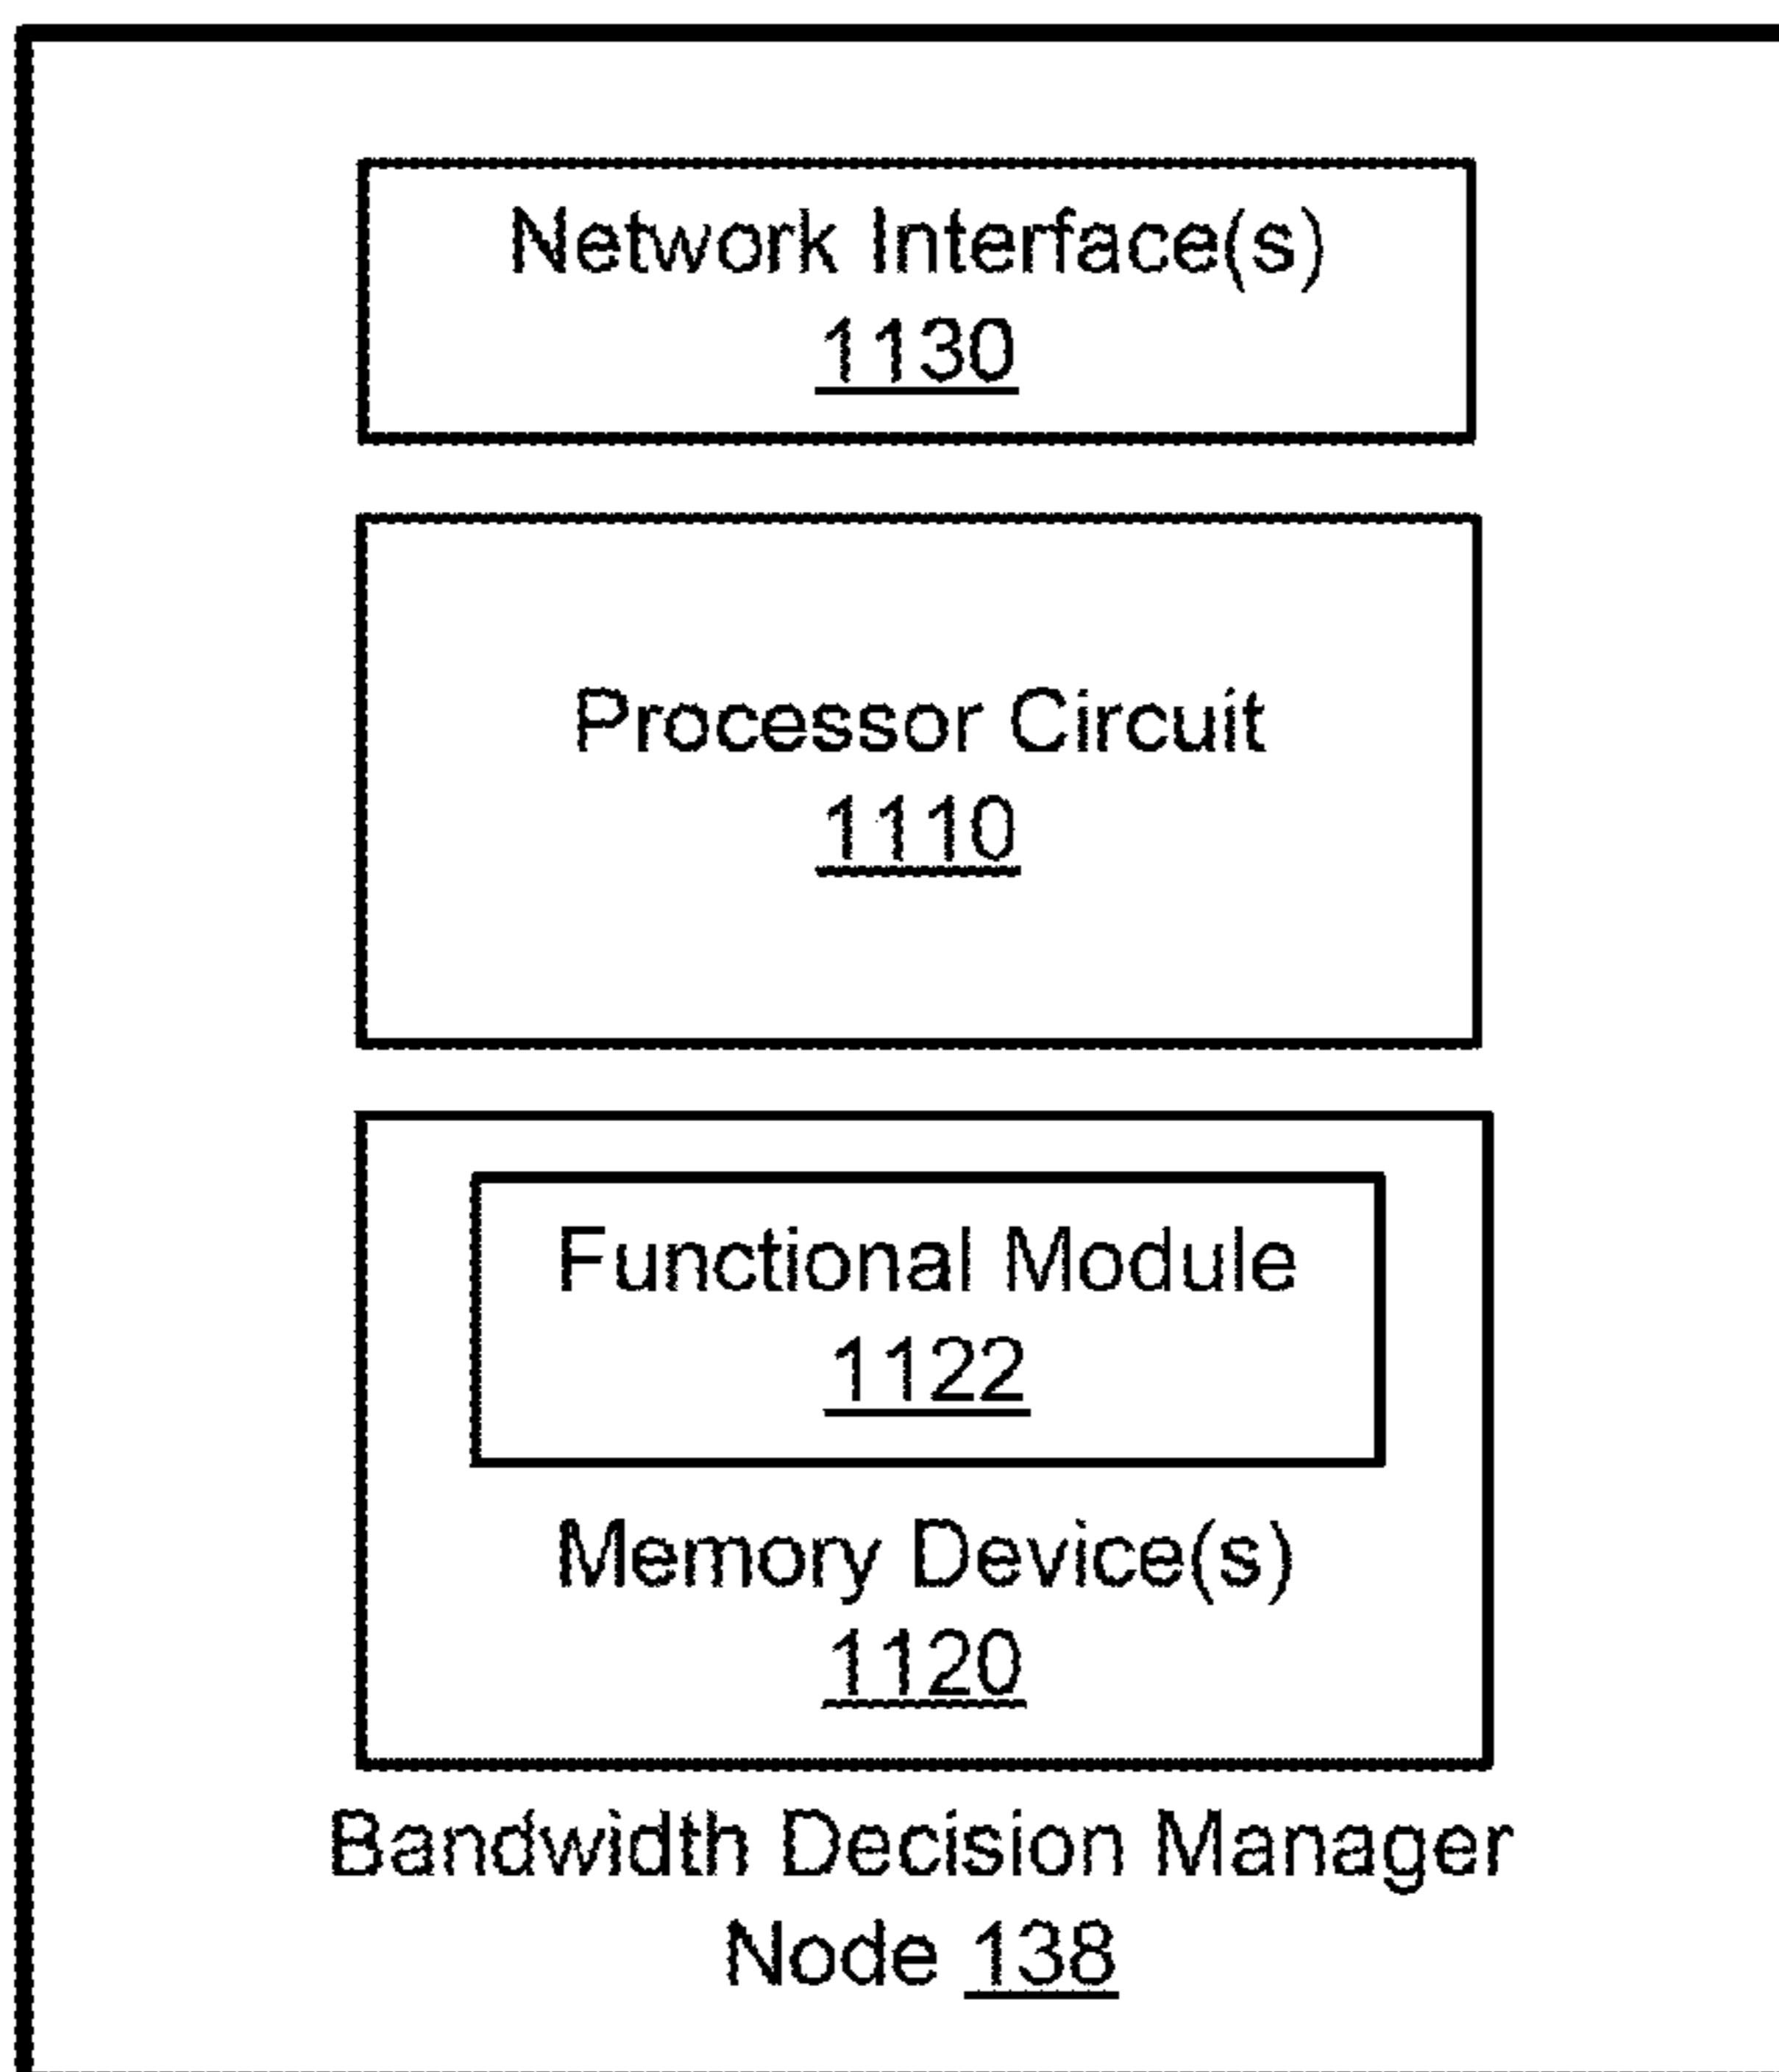 Network Interface(s)
1130
Processor Circuit
1110
Functional Module
1122
Memory Device(s)
1120
Bandwidth Decision Manager
Node 138